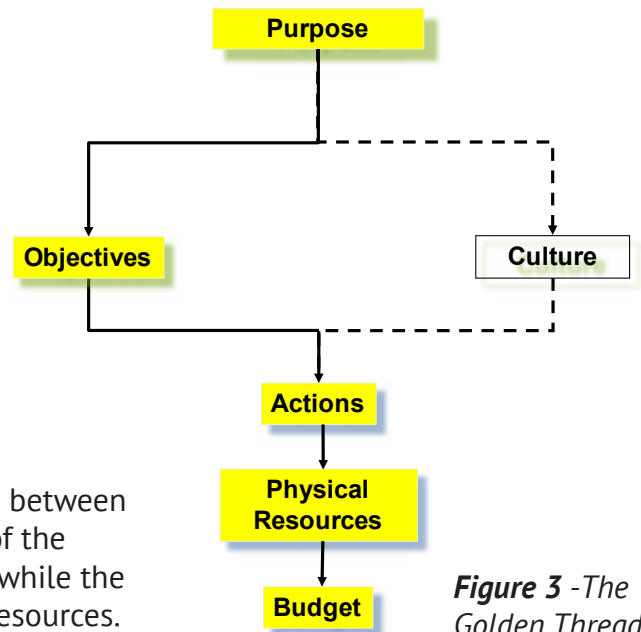 Purpose
Objectives
Culture
Actions
Physical
Resources
Budget
between
of the
while the
resources.
Figure 3 -The
Golden Thread